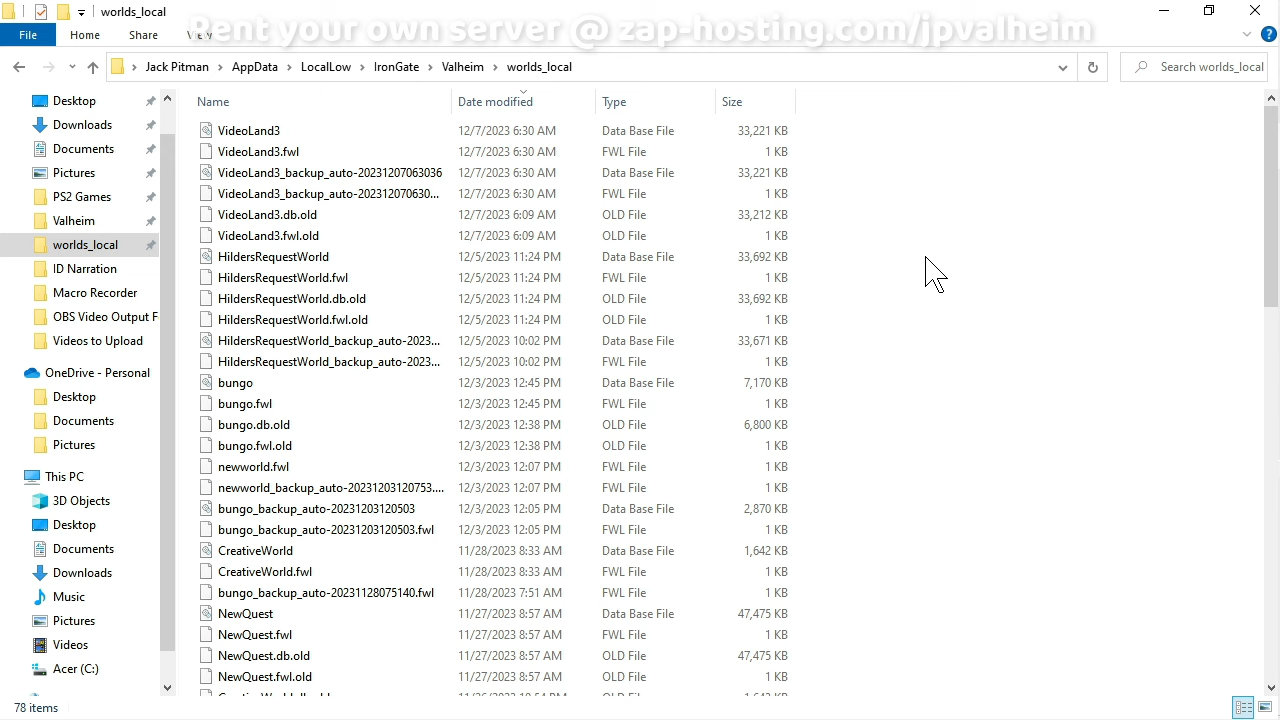 worlds_local
Rent your own server @ zap-hosting.com/jpvalheim
File Home Share
Jack Pitman AppData LocalLow IronGate Valheim worlds_local
Search worlds_local
Name Date modified Type Size
Desktop
Downloads
Documents
Pictures
PS2 Games
Valheim
worlds_local
ID Narration
Macro Recorder
OBS Video Output F
Videos to Upload
OneDrive - Personal
Desktop
Documents
Pictures
This PC
3D Objects
Desktop
Documents
Downloads
Music
Pictures
Videos
Acer (C:)
VideoLand3 12/7/2023 6:30 AM Data Base File 33,221 KB
VideoLand3.fwl 12/7/2023 6:30 AM FWL File 1 KB
VideoLand3_backup_auto-20231207063036 12/7/2023 6:30 AM Data Base File 33,221 KB
VideoLand3_backup_auto-202312070630... 12/7/2023 6:30 AM FWL File 1 KB
VideoLand3.db.old 12/7/2023 6:09 AM OLD File 33,212 KB
VideoLand3.fwl.old 12/7/2023 6:09 AM OLD File 1 KB
HildersRequestWorld 12/5/2023 11:24 PM Data Base File 33,692 KB
HildersRequestWorld.fwl 12/5/2023 11:24 PM FWL File 1 KB
HildersRequestWorld.db.old 12/5/2023 11:24 PM OLD File 33,692 KB
HildersRequestWorld.fwl.old 12/5/2023 11:24 PM OLD File 1 KB
HildersRequestWorld_backup_auto-2023... 12/5/2023 10:02 PM Data Base File 33,671 KB
HildersRequestWorld_backup_auto-2023... 12/5/2023 10:02 PM FWL File 1 KB
bungo 12/3/2023 12:45 PM Data Base File 7,170 KB
bungo.fwl 12/3/2023 12:45 PM FWL File 1 KB
bungo.db.old 12/3/2023 12:38 PM OLD File 6,800 KB
bungo.fwl.old 12/3/2023 12:38 PM OLD File 1 KB
newworld.fwl 12/3/2023 12:07 PM FWL File 1 KB
newworld_backup_auto-20231203120753.... 12/3/2023 12:07 PM FWL File 1 KB
bungo_backup_auto-20231203120503 12/3/2023 12:05 PM Data Base File 2,870 KB
bungo_backup_auto-20231203120503.fwl 12/3/2023 12:05 PM FWL File 1 KB
CreativeWorld 11/28/2023 8:33 AM Data Base File 1,642 KB
CreativeWorld.fwl 11/28/2023 8:33 AM FWL File 1 KB
bungo_backup_auto-20231128075140.fwl 11/28/2023 7:51 AM FWL File 1 KB
NewQuest 11/27/2023 8:57 AM Data Base File 47,475 KB
NewQuest.fwl 11/27/2023 8:57 AM FWL File 1 KB
NewQuest.db.old 11/27/2023 8:57 AM OLD File 47,475 KB
NewQuest.fwl.old 11/27/2023 8:57 AM OLD File 1 KB
78 items